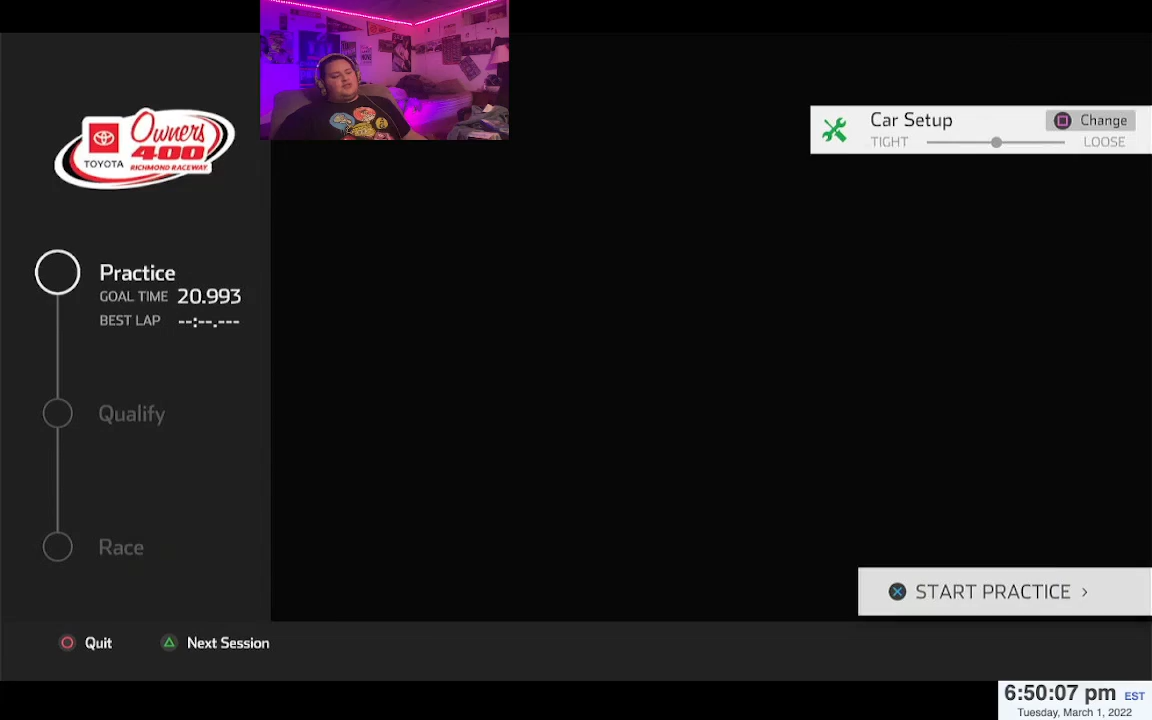 Owners
400
TOYOTA
RICHMOND RACEWAY
Car Setup
Change
TIGHT
LOOSE
Practice
GOAL TIME 20.993
BEST LAP --:--.---
Qualify
Race
START PRACTICE >
Quit
Next Session
6:50:07 pm EST
Tuesday, March 1, 2022